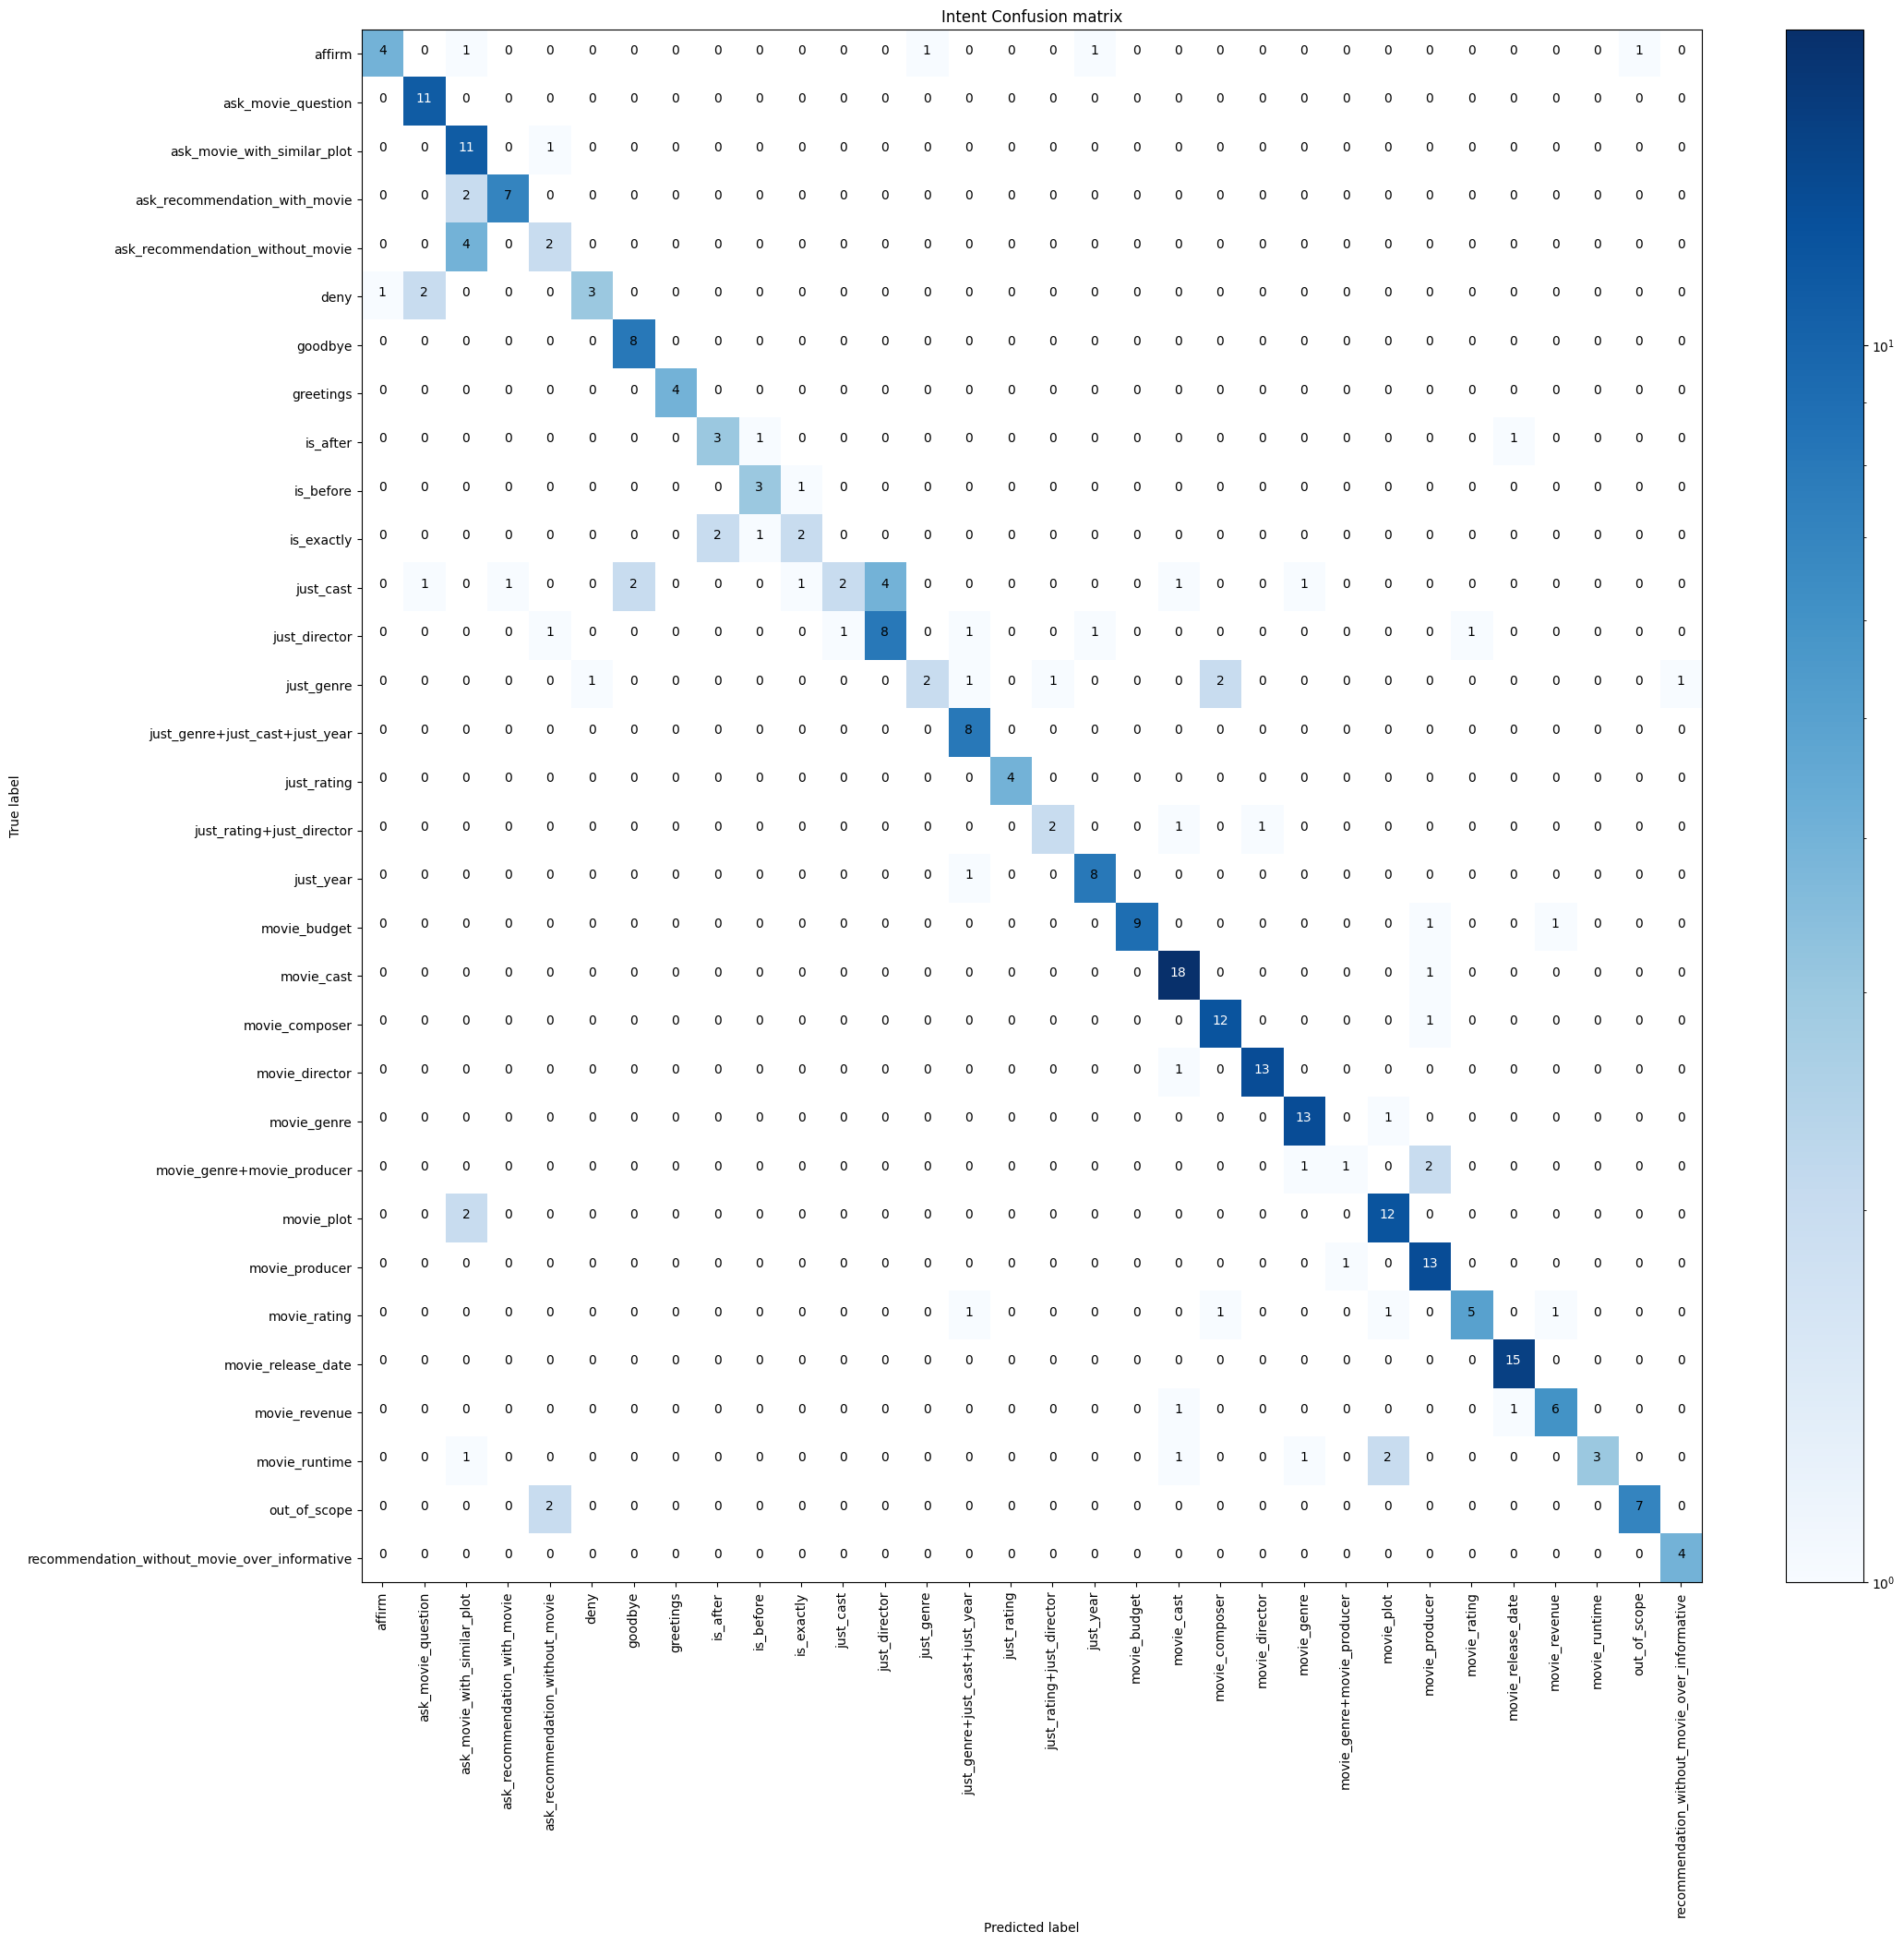 Intent Confusion matrix
affirm 4 0 1 0 0 0 0 0 0 0 0 0 0 1 0 0 0 1 0 0 0 0 0 0 0 0 0 0 0 0 1 0
ask_movie_question 0 11 0 0 0 0 0 0 0 0 0 0 0 0 0 0 0 0 0 0 0 0 0 0 0 0 0 0 0 0 0 0
ask_movie_with_similar_plot 0 0 11 0 1 0 0 0 0 0 0 0 0 0 0 0 0 0 0 0 0 0 0 0 0 0 0 0 0 0 0 0
ask_recommendation_with_movie 0 0 2 7 0 0 0 0 0 0 0 0 0 0 0 0 0 0 0 0 0 0 0 0 0 0 0 0 0 0 0 0
ask_recommendation_without_movie 0 0 4 0 2 0 0 0 0 0 0 0 0 0 0 0 0 0 0 0 0 0 0 0 0 0 0 0 0 0 0 0
deny 1 2 0 0 0 3 0 0 0 0 0 0 0 0 0 0 0 0 0 0 0 0 0 0 0 0 0 0 0 0 0 0
goodbye 0 0 0 0 0 0 8 0 0 0 0 0 0 0 0 0 0 0 0 0 0 0 0 0 0 0 0 0 0 0 0 0
10¹
greetings 0 0 0 0 0 0 0 4 0 0 0 0 0 0 0 0 0 0 0 0 0 0 0 0 0 0 0 0 0 0 0 0
is_after 0 0 0 0 0 0 0 0 3 1 0 0 0 0 0 0 0 0 0 0 0 0 0 0 0 0 0 1 0 0 0 0
is_before 0 0 0 0 0 0 0 0 0 3 1 0 0 0 0 0 0 0 0 0 0 0 0 0 0 0 0 0 0 0 0 0
is_exactly 0 0 0 0 0 0 0 0 2 1 2 0 0 0 0 0 0 0 0 0 0 0 0 0 0 0 0 0 0 0 0 0
just_cast 0 1 0 1 0 0 2 0 0 0 1 2 4 0 0 0 0 0 0 1 0 0 1 0 0 0 0 0 0 0 0 0
just_director 0 0 0 0 1 0 0 0 0 0 0 1 8 0 1 0 0 1 0 0 0 0 0 0 0 0 1 0 0 0 0 0
just_genre 0 0 0 0 0 1 0 0 0 0 0 0 0 2 1 0 1 0 0 0 2 0 0 0 0 0 0 0 0 0 0 1
just_genre+just_cast+just_year 0 0 0 0 0 0 0 0 0 0 0 0 0 0 8 0 0 0 0 0 0 0 0 0 0 0 0 0 0 0 0 0
just_rating 0 0 0 0 0 0 0 0 0 0 0 0 0 0 0 4 0 0 0 0 0 0 0 0 0 0 0 0 0 0 0 0
True label
just_rating+just_director 0 0 0 0 0 0 0 0 0 0 0 0 0 0 0 0 2 0 0 1 0 1 0 0 0 0 0 0 0 0 0 0
just_year 0 0 0 0 0 0 0 0 0 0 0 0 0 0 1 0 0 8 0 0 0 0 0 0 0 0 0 0 0 0 0 0
movie_budget 0 0 0 0 0 0 0 0 0 0 0 0 0 0 0 0 0 0 9 0 0 0 0 0 0 1 0 0 1 0 0 0
movie_cast 0 0 0 0 0 0 0 0 0 0 0 0 0 0 0 0 0 0 0 18 0 0 0 0 0 1 0 0 0 0 0 0
movie_composer 0 0 0 0 0 0 0 0 0 0 0 0 0 0 0 0 0 0 0 0 12 0 0 0 0 1 0 0 0 0 0 0
movie_director 0 0 0 0 0 0 0 0 0 0 0 0 0 0 0 0 0 0 0 1 0 13 0 0 0 0 0 0 0 0 0 0
movie_genre 0 0 0 0 0 0 0 0 0 0 0 0 0 0 0 0 0 0 0 0 0 0 13 0 1 0 0 0 0 0 0 0
movie_genre+movie_producer 0 0 0 0 0 0 0 0 0 0 0 0 0 0 0 0 0 0 0 0 0 0 1 1 0 2 0 0 0 0 0 0
movie_plot 0 0 2 0 0 0 0 0 0 0 0 0 0 0 0 0 0 0 0 0 0 0 0 0 12 0 0 0 0 0 0 0
movie_producer 0 0 0 0 0 0 0 0 0 0 0 0 0 0 0 0 0 0 0 0 0 0 0 1 0 13 0 0 0 0 0 0
movie_rating 0 0 0 0 0 0 0 0 0 0 0 0 0 0 1 0 0 0 0 0 1 0 0 0 1 0 5 0 1 0 0 0
movie_release_date 0 0 0 0 0 0 0 0 0 0 0 0 0 0 0 0 0 0 0 0 0 0 0 0 0 0 0 15 0 0 0 0
movie_revenue 0 0 0 0 0 0 0 0 0 0 0 0 0 0 0 0 0 0 0 1 0 0 0 0 0 0 0 1 6 0 0 0
movie_runtime 0 0 1 0 0 0 0 0 0 0 0 0 0 0 0 0 0 0 0 1 0 0 1 0 2 0 0 0 0 3 0 0
out_of_scope 0 0 0 0 2 0 0 0 0 0 0 0 0 0 0 0 0 0 0 0 0 0 0 0 0 0 0 0 0 0 7 0
recommendation_without_movie_over_informative 0 0 0 0 0 0 0 0 0 0 0 0 0 0 0 0 0 0 0 0 0 0 0 0 0 0 0 0 0 0 0 4
10⁰
affirm
ask_movie_question
ask_movie_with_similar_plot
ask_recommendation_with_movie
ask_recommendation_without_movie
deny
goodbye
greetings
is_after
is_before
is_exactly
just_cast
just_director
just_genre
just_genre+just_cast+just_year
just_rating
just_rating+just_director
just_year
movie_budget
movie_cast
movie_composer
movie_director
movie_genre
movie_genre+movie_producer
movie_plot
movie_producer
movie_rating
movie_release_date
movie_revenue
movie_runtime
out_of_scope
recommendation_without_movie_over_informative
Predicted label